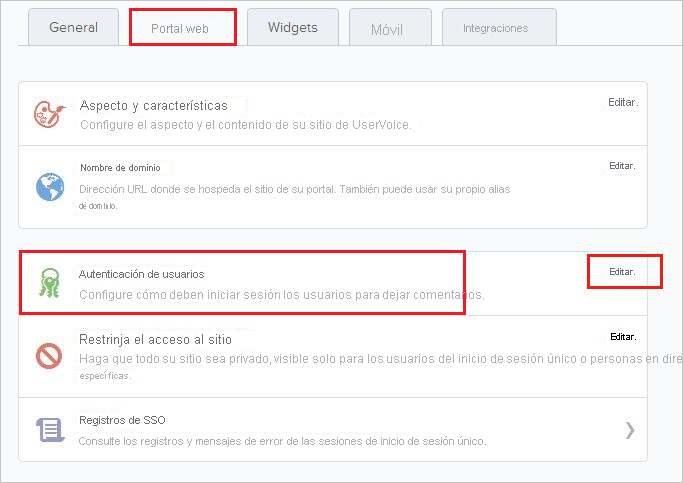 General
Portal web
Widgets
Móvil
Integraciones
Aspecto y características
Editar.
Configure el aspecto y el contenido de su sitio de UserVoice.
Nombre de dominio
Editar.
Dirección URL donde se hospeda el sitio de su portal. También puede usar su propio alias
de dominio.
Autenticación de usuarios
Editar.
Configure cómo deben iniciar sesión los usuarios para dejar comentarios.
Restrinja el acceso al sitio
Editar.
Haga que todo su sitio sea privado, visible solo para los usuarios del inicio de sesión único o personas en dire
específicas.
Registros de SSO
Consulte los registros y mensajes de error de las sesiones de inicio de sesión único.